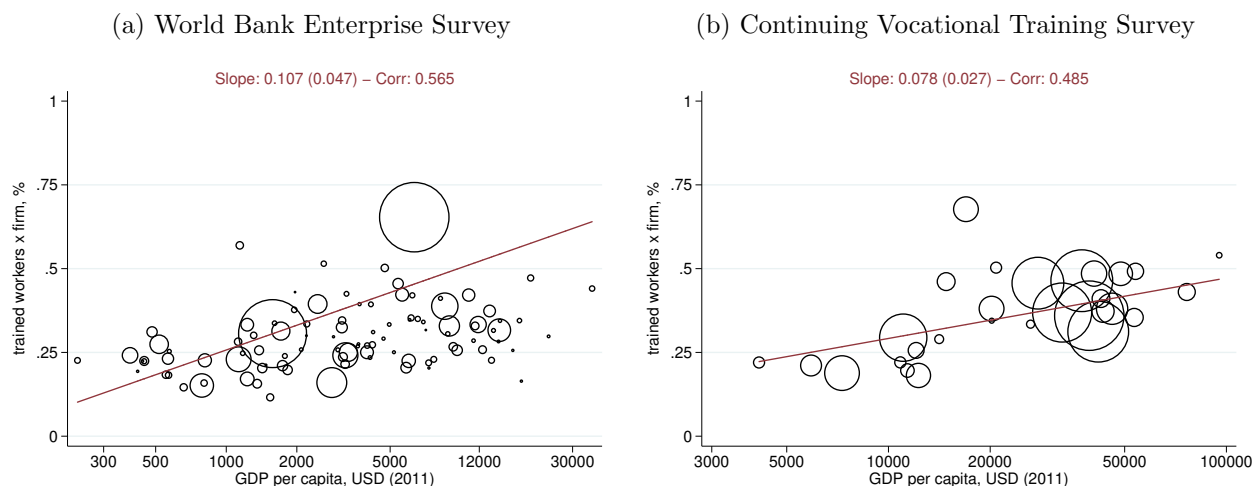 (a) World Bank Enterprise Survey
Slope: 0.107 (0.047) − Corr: 0.565
trained workers x firm, %
1
.75
.5
.25
0
300 500 1000 2000 5000 12000 30000
GDP per capita, USD (2011)
(b) Continuing Vocational Training Survey
Slope: 0.078 (0.027) − Corr: 0.485
trained workers x firm, %
1
.75
.5
.25
0
3000 5000 10000 20000 50000 100000
GDP per capita, USD (2011)